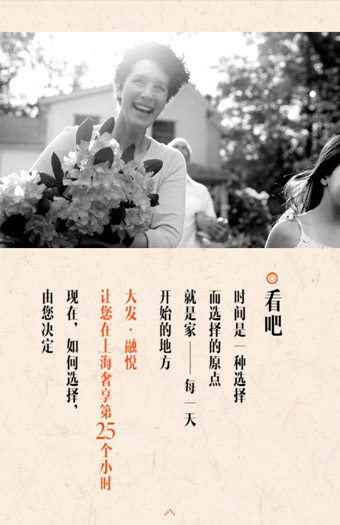 看吧
时间是一种选择
而选择的原点
就是家——每一天
开始的地方
大发·融悦
让您在上海奢享第25个小时
现在，如何选择，
由您决定